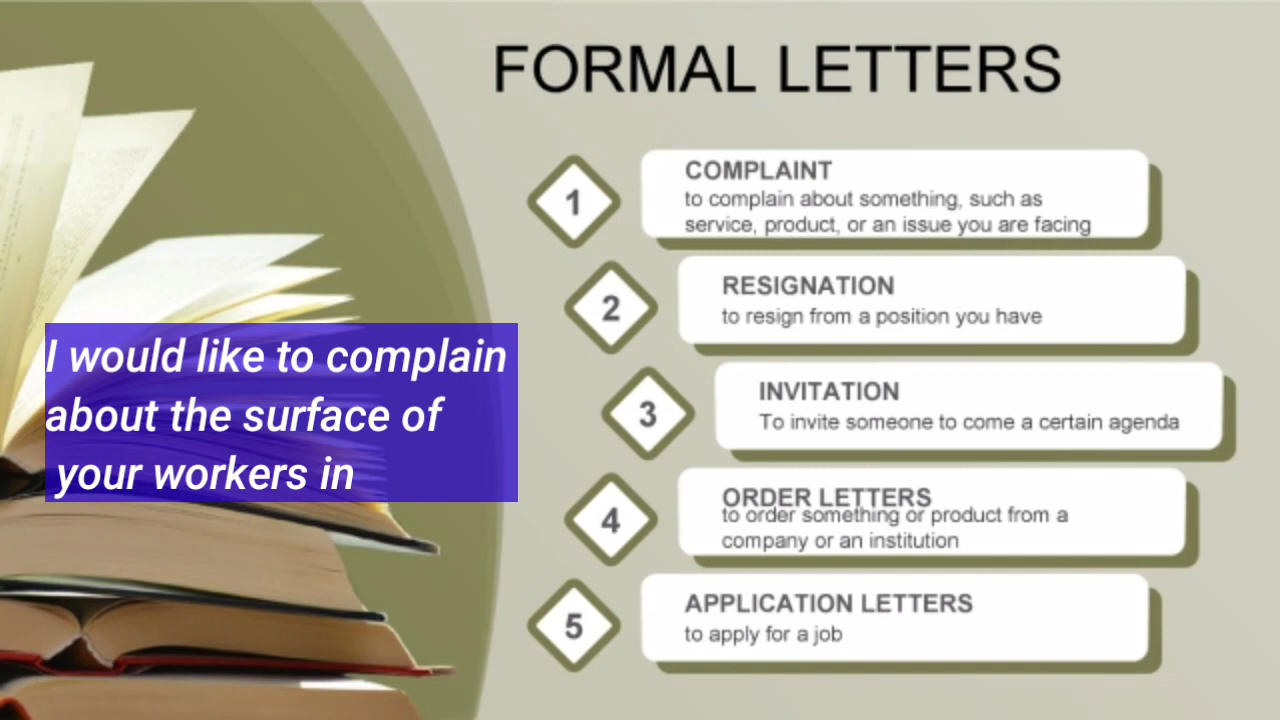 FORMAL LETTERS
1
COMPLAINT
to complain about something, such as
service, product, or an issue you are facing
2
RESIGNATION
to resign from a position you have
I would like to complain
about the surface of
your workers in
3
INVITATION
To invite someone to come a certain agenda
4
ORDER LETTERS
to order something or product from a
company or an institution
5
APPLICATION LETTERS
to apply for a job